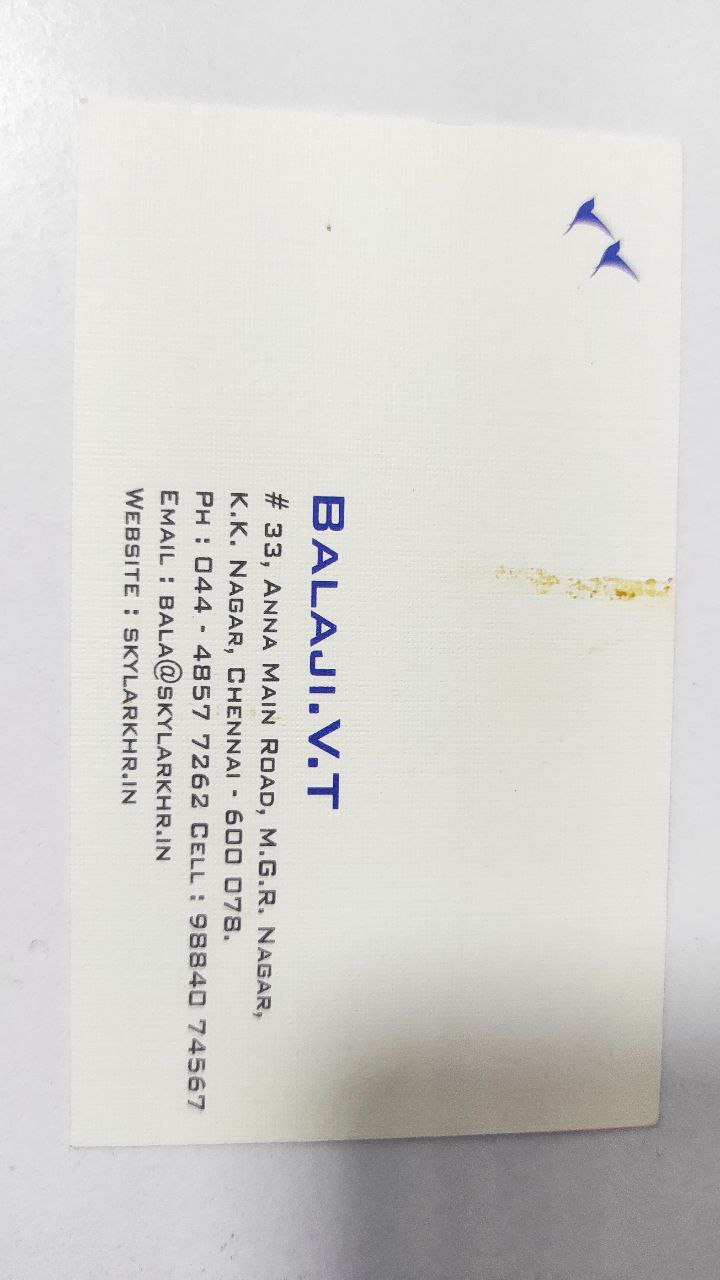 BALAJI.V.T
# 33, ANNA MAIN ROAD, M.G.R. NAGAR,
K.K. NAGAR, CHENNAI - 600 078.
PH : 044 - 4857 7262 CELL : 98840 74567
EMAIL : BALA@SKYLARKHR.IN
WEBSITE : SKYLARKHR.IN